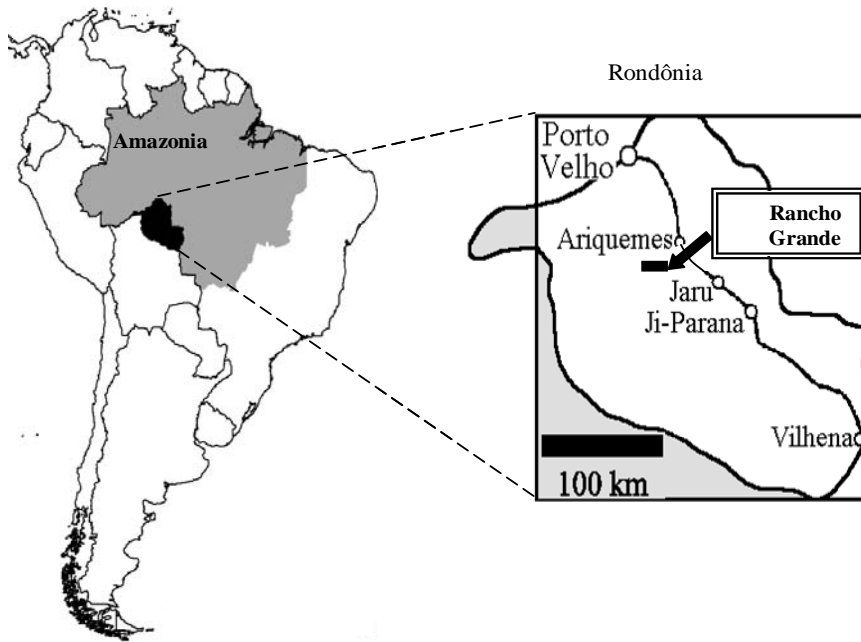 Rondônia
Amazonia
Porto
Velho
Rancho
Grande
Ariquemes
Jaru
Ji-Parana
Vilhena
100 km